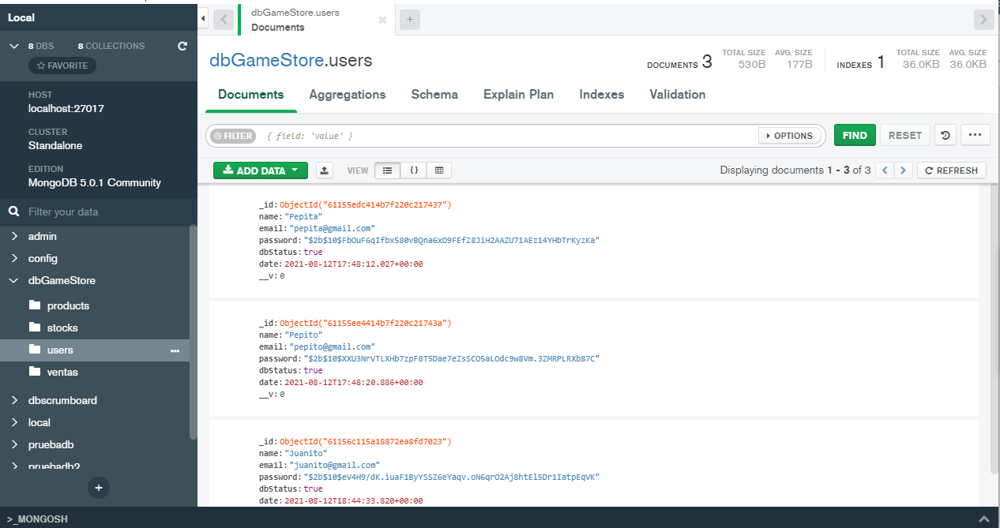 Local
8 DBS 8 COLLECTIONS
FAVORITE
HOST
localhost:27017
CLUSTER
Standalone
EDITION
MongoDB 5.0.1 Community
Filter your data
admin
config
dbGameStore
products
stocks
users
ventas
dbscrumboard
local
pruebadb
pruebadb2
dbGameStore.users
Documents
dbGameStore.users
DOCUMENTS 3 TOTAL SIZE 530B AVG. SIZE 177B INDEXES 1 TOTAL SIZE 36.0KB AVG. SIZE 36.0KB
Documents Aggregations Schema Explain Plan Indexes Validation
FILTER { field: 'value' } OPTIONS FIND RESET ...
ADD DATA VIEW {} Displaying documents 1 - 3 of 3 < > REFRESH
_id: ObjectId("61155edc414b7f220c217437")
name: "Pepita"
email: "pepita@gmail.com"
password: "$2b$10$FbOuF6qIfbx580vBQna6xO9FEfZ8JiH2AAZU71AEz14YHbTrKyzKa"
dbStatus: true
date: 2021-08-12T17:48:12.027+00:00
__v: 0
_id: ObjectId("61155ee4414b7f220c21743a")
name: "Pepito"
email: "pepito@gmail.com"
password: "$2b$10$XXU3NrVTLXHb7zpF8T5Dae7eZsSCO5aLOdc9w8Vm.3ZMRPLRXb87C"
dbStatus: true
date: 2021-08-12T17:48:20.886+00:00
__v: 0
_id: ObjectId("61156c115a18872ea8fd7023")
name: "Juanito"
email: "juanito@gmail.com"
password: "$2b$10$eV4H9/dK.iuaF1ByYSSZ6eYaqv.oN6qrO2Aj8htEl5Dr1IatpEqVK"
dbStatus: true
date: 2021-08-12T18:44:33.820+00:00
>_MONGOSH